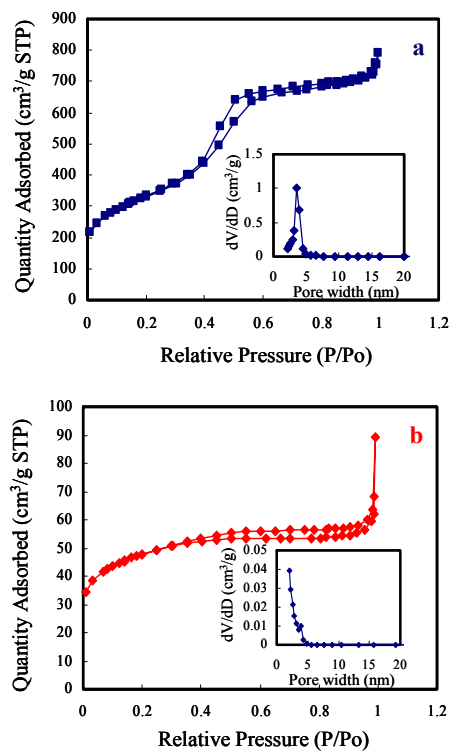 900
800
700
600
500
400
300
200
100
0
Quantity Adsorbed (cm³/g STP)
a
1.5
1
0.5
0
dV/dD (cm³/g)
0 5 10 15 20
Pore width (nm)
0 0.2 0.4 0.6 0.8 1 1.2
Relative Pressure (P/Po)
100
90
80
70
60
50
40
30
20
10
0
Quantity Adsorbed (cm³/g STP)
b
0.05
0.04
0.03
0.02
0.01
0
dV/dD (cm³/g)
0 5 10 15 20
Pore width (nm)
0 0.2 0.4 0.6 0.8 1 1.2
Relative Pressure (P/Po)